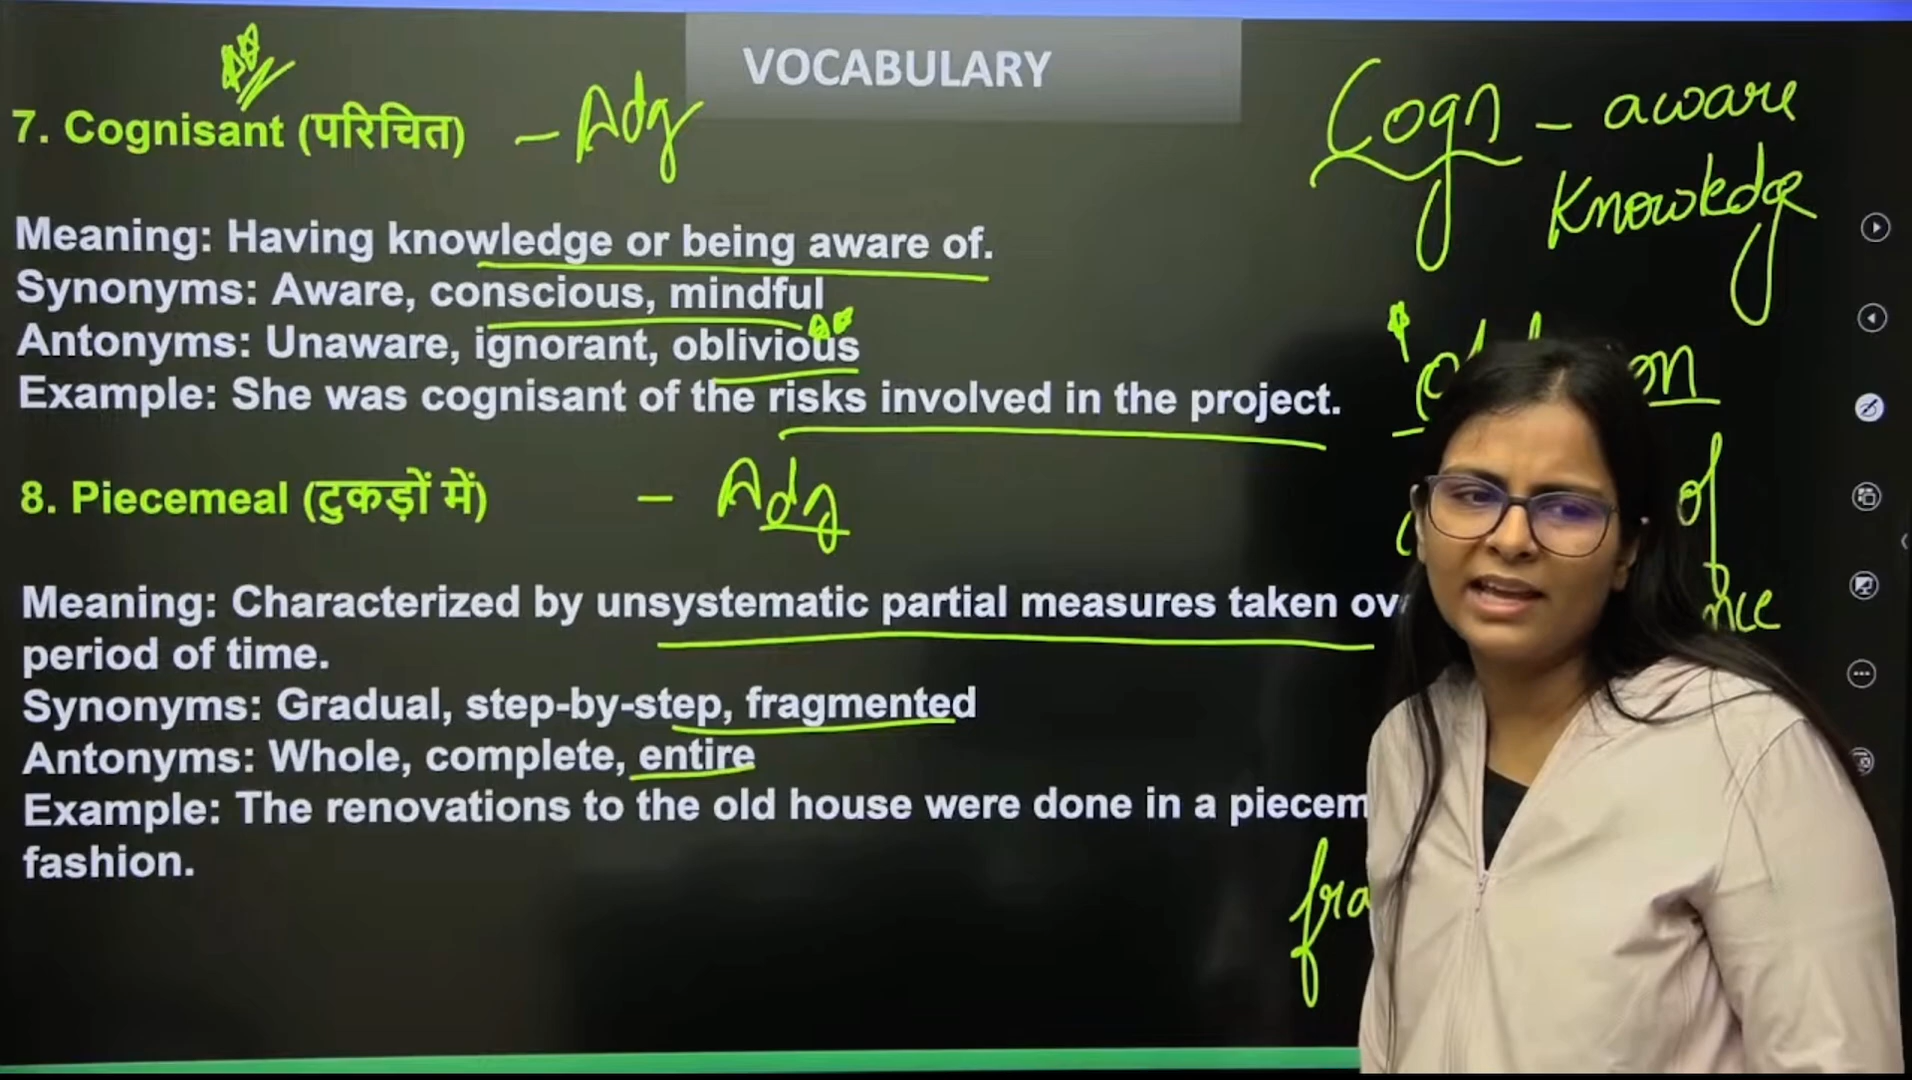 VOCABULARY
7. Cognisant (परिचित) - Adj
Cogn - aware
Knowledge
Meaning: Having knowledge or being aware of.
Synonyms: Aware, conscious, mindful
Antonyms: Unaware, ignorant, oblivious
Example: She was cognisant of the risks involved in the project.
8. Piecemeal (टुकड़ों में) - Adj
of
Meaning: Characterized by unsystematic partial measures taken
period of time.
Synonyms: Gradual, step-by-step, fragmented
Antonyms: Whole, complete, entire
Example: The renovations to the old house were done in a piecem
fashion.
fra